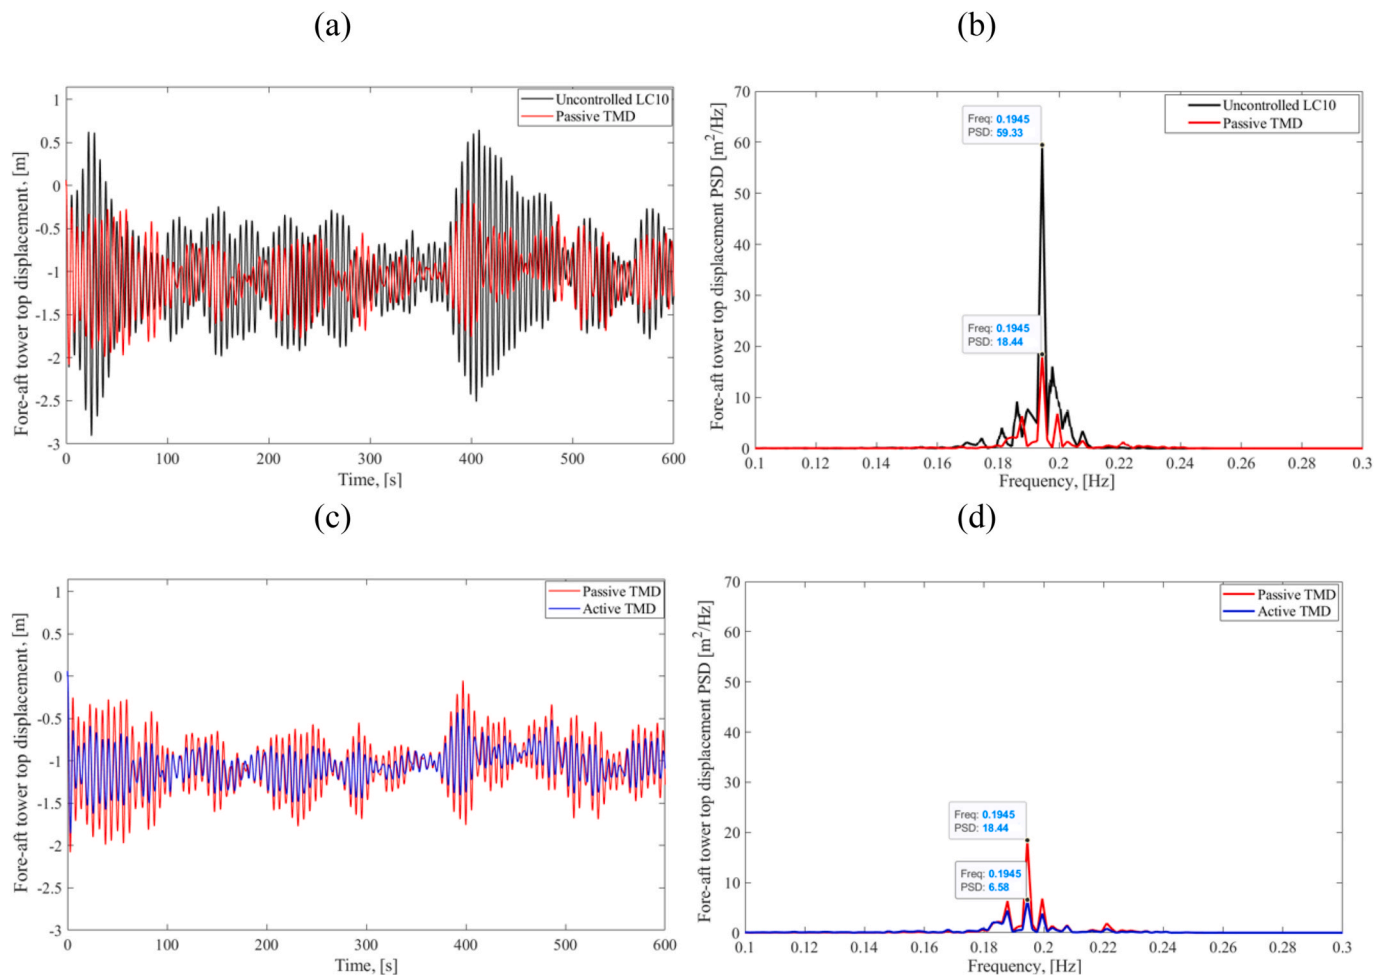 (a)
(b)
Fore-aft tower top displacement, [m]
1
0.5
0
-0.5
-1
-1.5
-2
-2.5
-3
Uncontrolled LC10
Passive TMD
0 100 200 300 400 500 600
Time, [s]
Fore-aft tower top displacement PSD [m²/Hz]
70
60
50
40
30
20
10
0
Uncontrolled LC10
Passive TMD
Freq: 0.1945
PSD: 59.33
Freq: 0.1945
PSD: 18.44
0.1 0.12 0.14 0.16 0.18 0.2 0.22 0.24 0.26 0.28 0.3
Frequency, [Hz]
(c)
(d)
Fore-aft tower top displacement, [m]
1
0.5
0
-0.5
-1
-1.5
-2
-2.5
-3
Passive TMD
Active TMD
0 100 200 300 400 500 600
Time, [s]
Fore-aft tower top displacement PSD [m²/Hz]
70
60
50
40
30
20
10
0
Passive TMD
Active TMD
Freq: 0.1945
PSD: 18.44
Freq: 0.1945
PSD: 6.58
0.1 0.12 0.14 0.16 0.18 0.2 0.22 0.24 0.26 0.28 0.3
Frequency, [Hz]